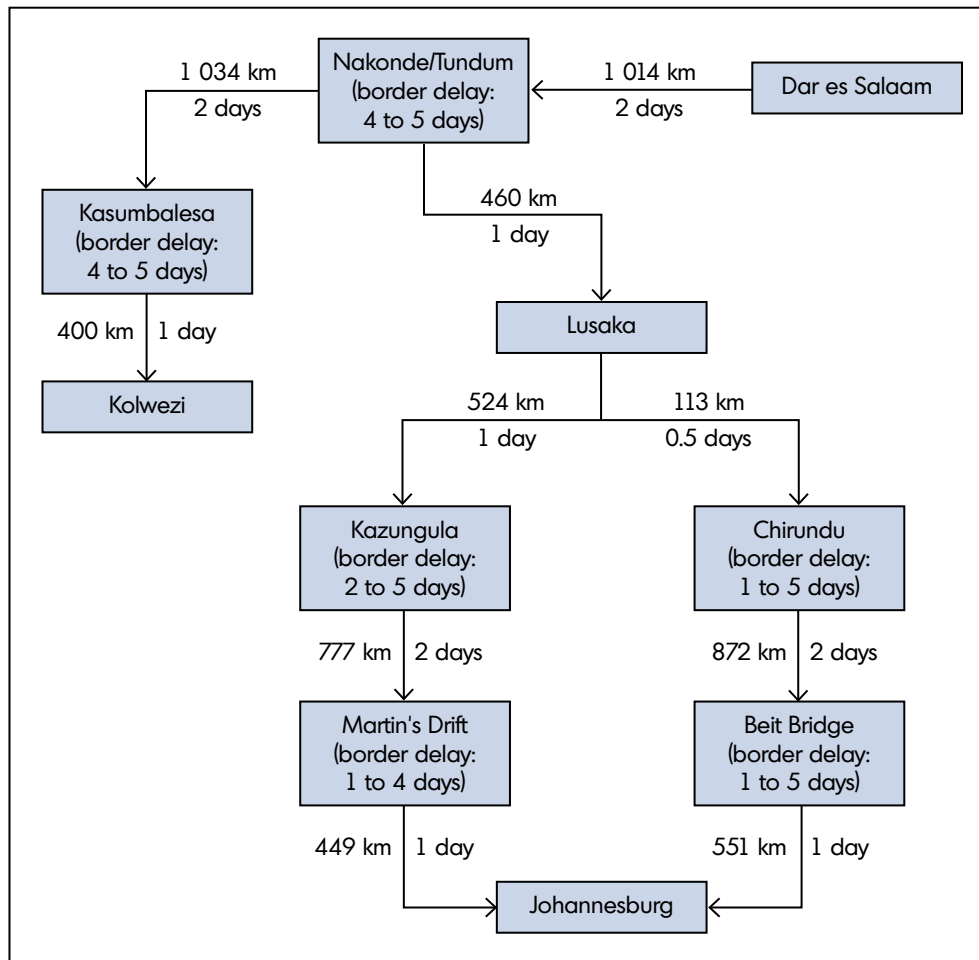 1 034 km
2 days
Nakonde/Tundum
(border delay:
4 to 5 days)
1 014 km
2 days
Dar es Salaam
Kasumbalesa
(border delay:
4 to 5 days)
460 km
1 day
400 km
1 day
Lusaka
Kolwezi
524 km
1 day
113 km
0.5 days
Kazungula
(border delay:
2 to 5 days)
Chirundu
(border delay:
1 to 5 days)
777 km
2 days
872 km
2 days
Martin's Drift
(border delay:
1 to 4 days)
Beit Bridge
(border delay:
1 to 5 days)
449 km
1 day
551 km
1 day
Johannesburg